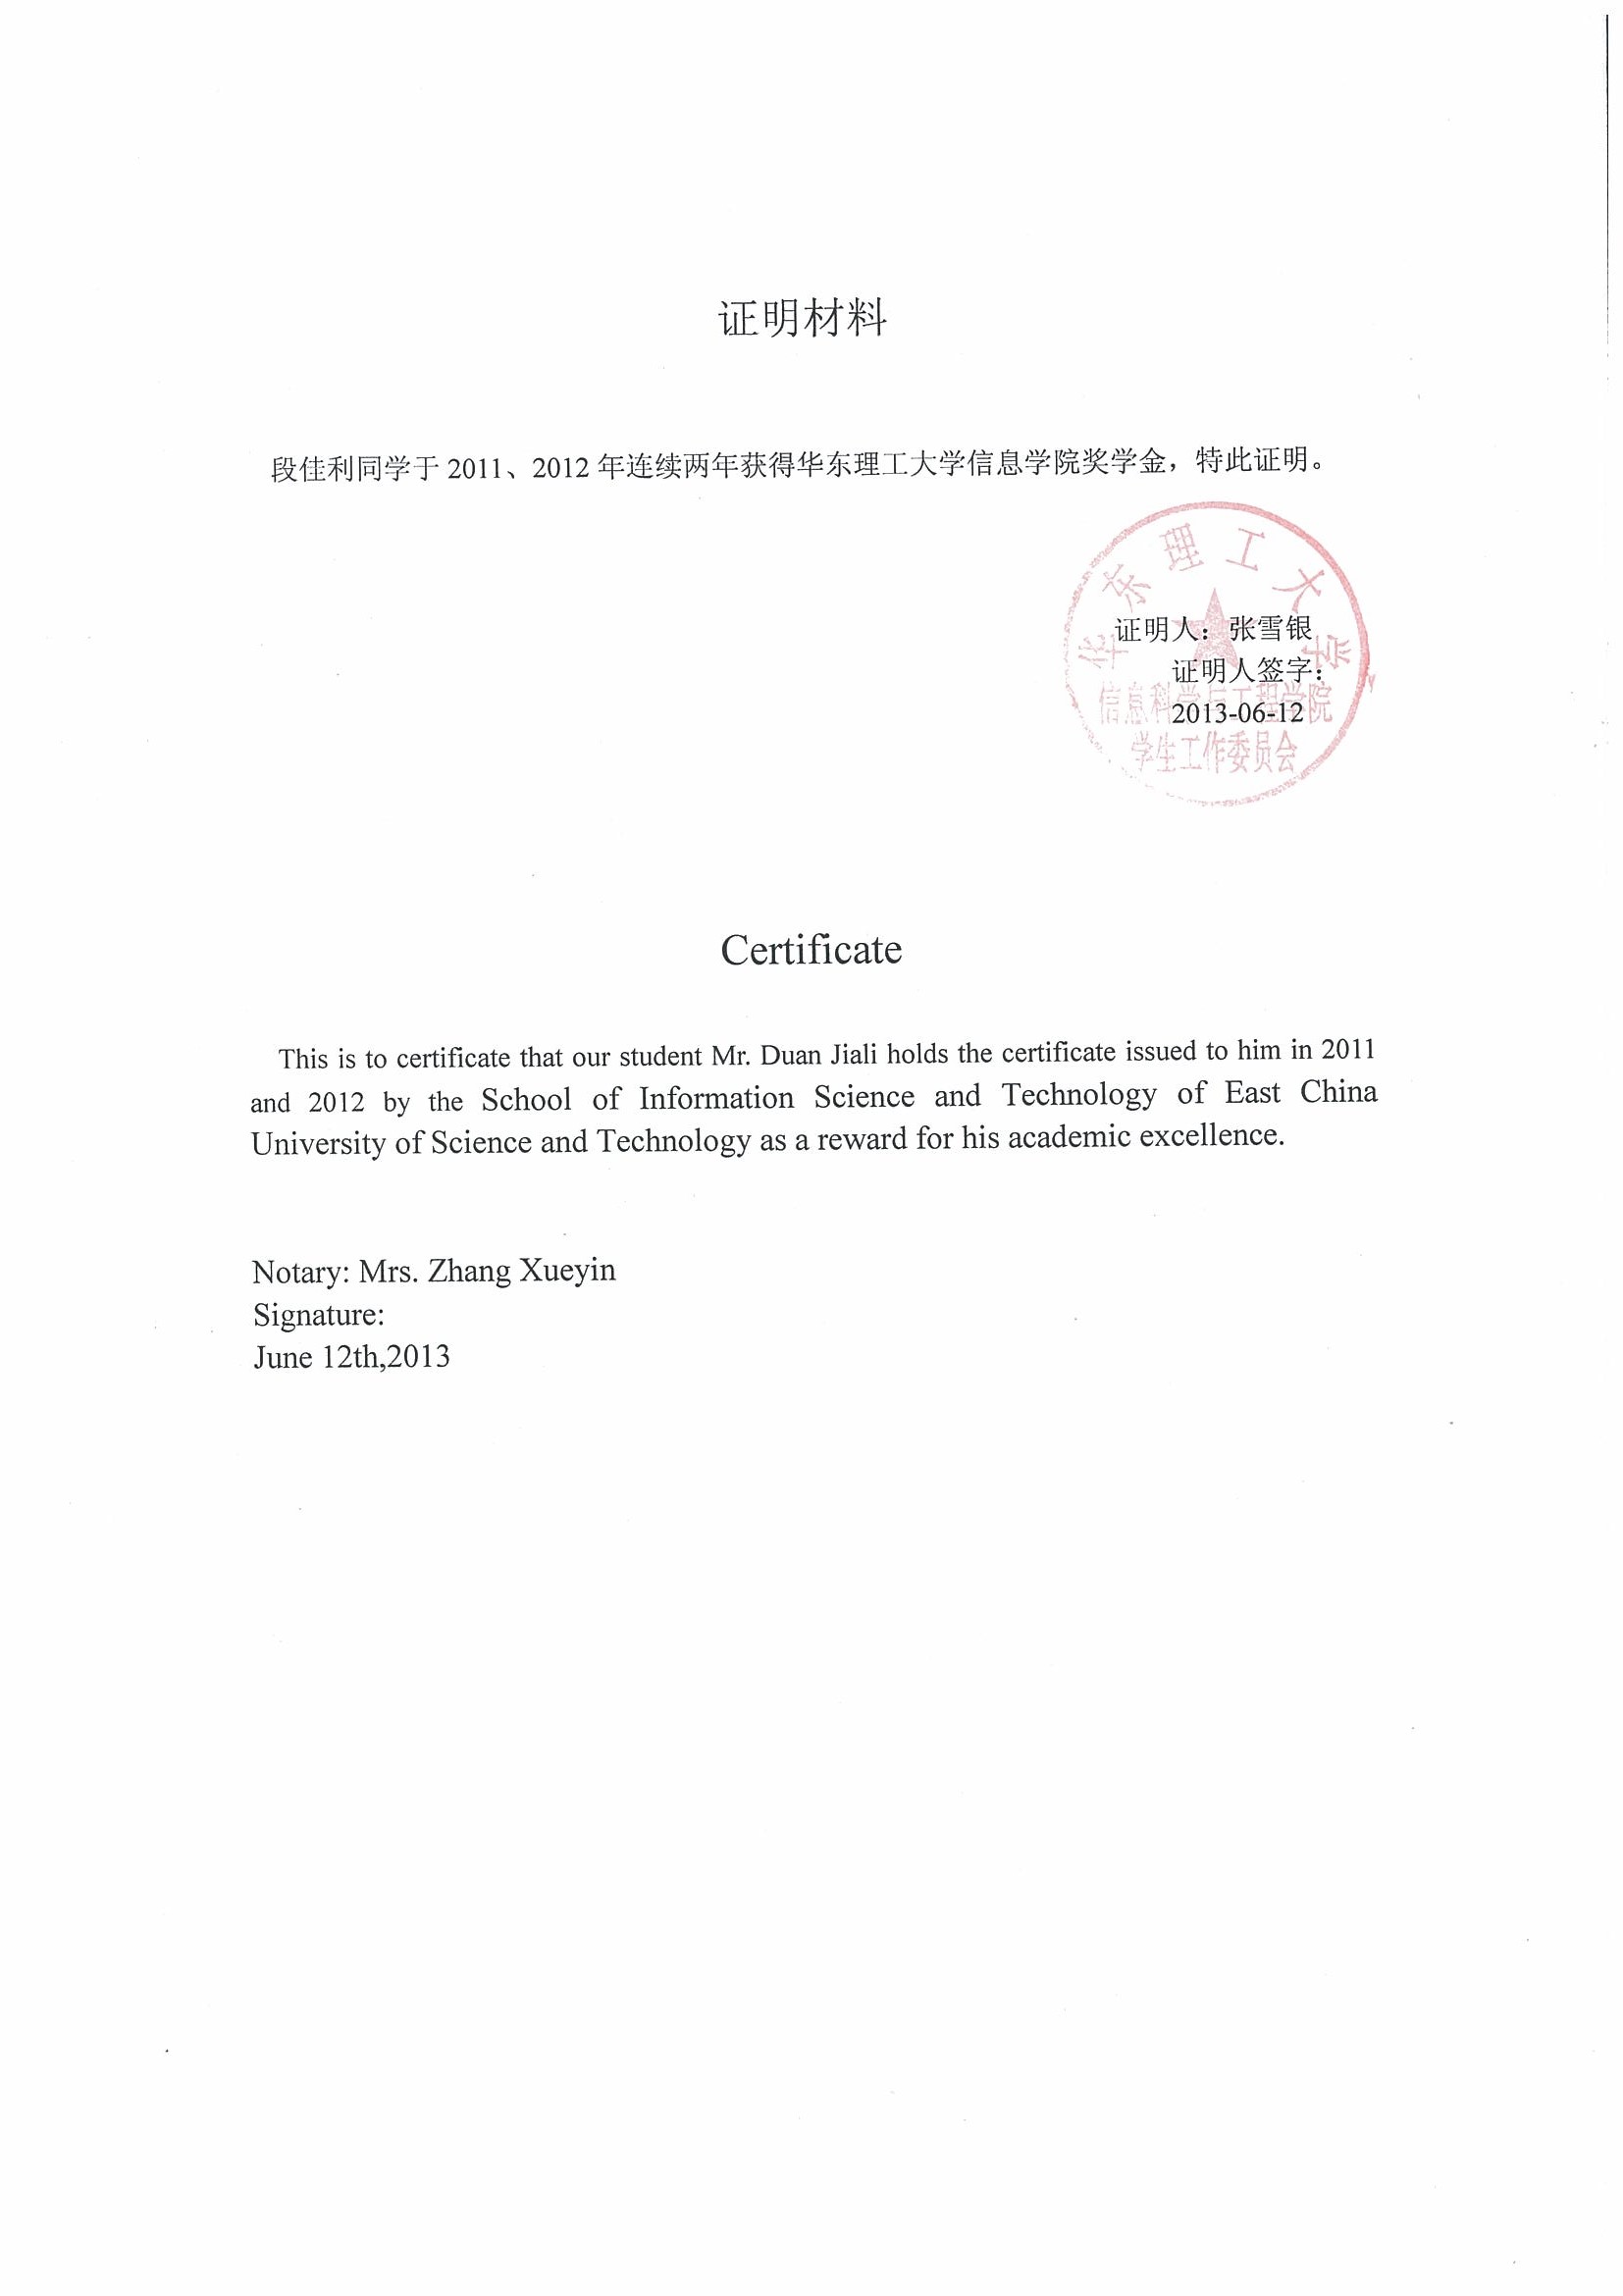 证明材料
段佳利同学于 2011、2012 年连续两年获得华东理工大学信息学院奖学金，特此证明。
华东理工大学
证明人：张雪银
证明人签字：
信息科学与工程学院
2013-06-12
学生工作委员会
Certificate
This is to certificate that our student Mr. Duan Jiali holds the certificate issued to him in 2011
and 2012 by the School of Information Science and Technology of East China
University of Science and Technology as a reward for his academic excellence.
Notary: Mrs. Zhang Xueyin
Signature:
June 12th,2013